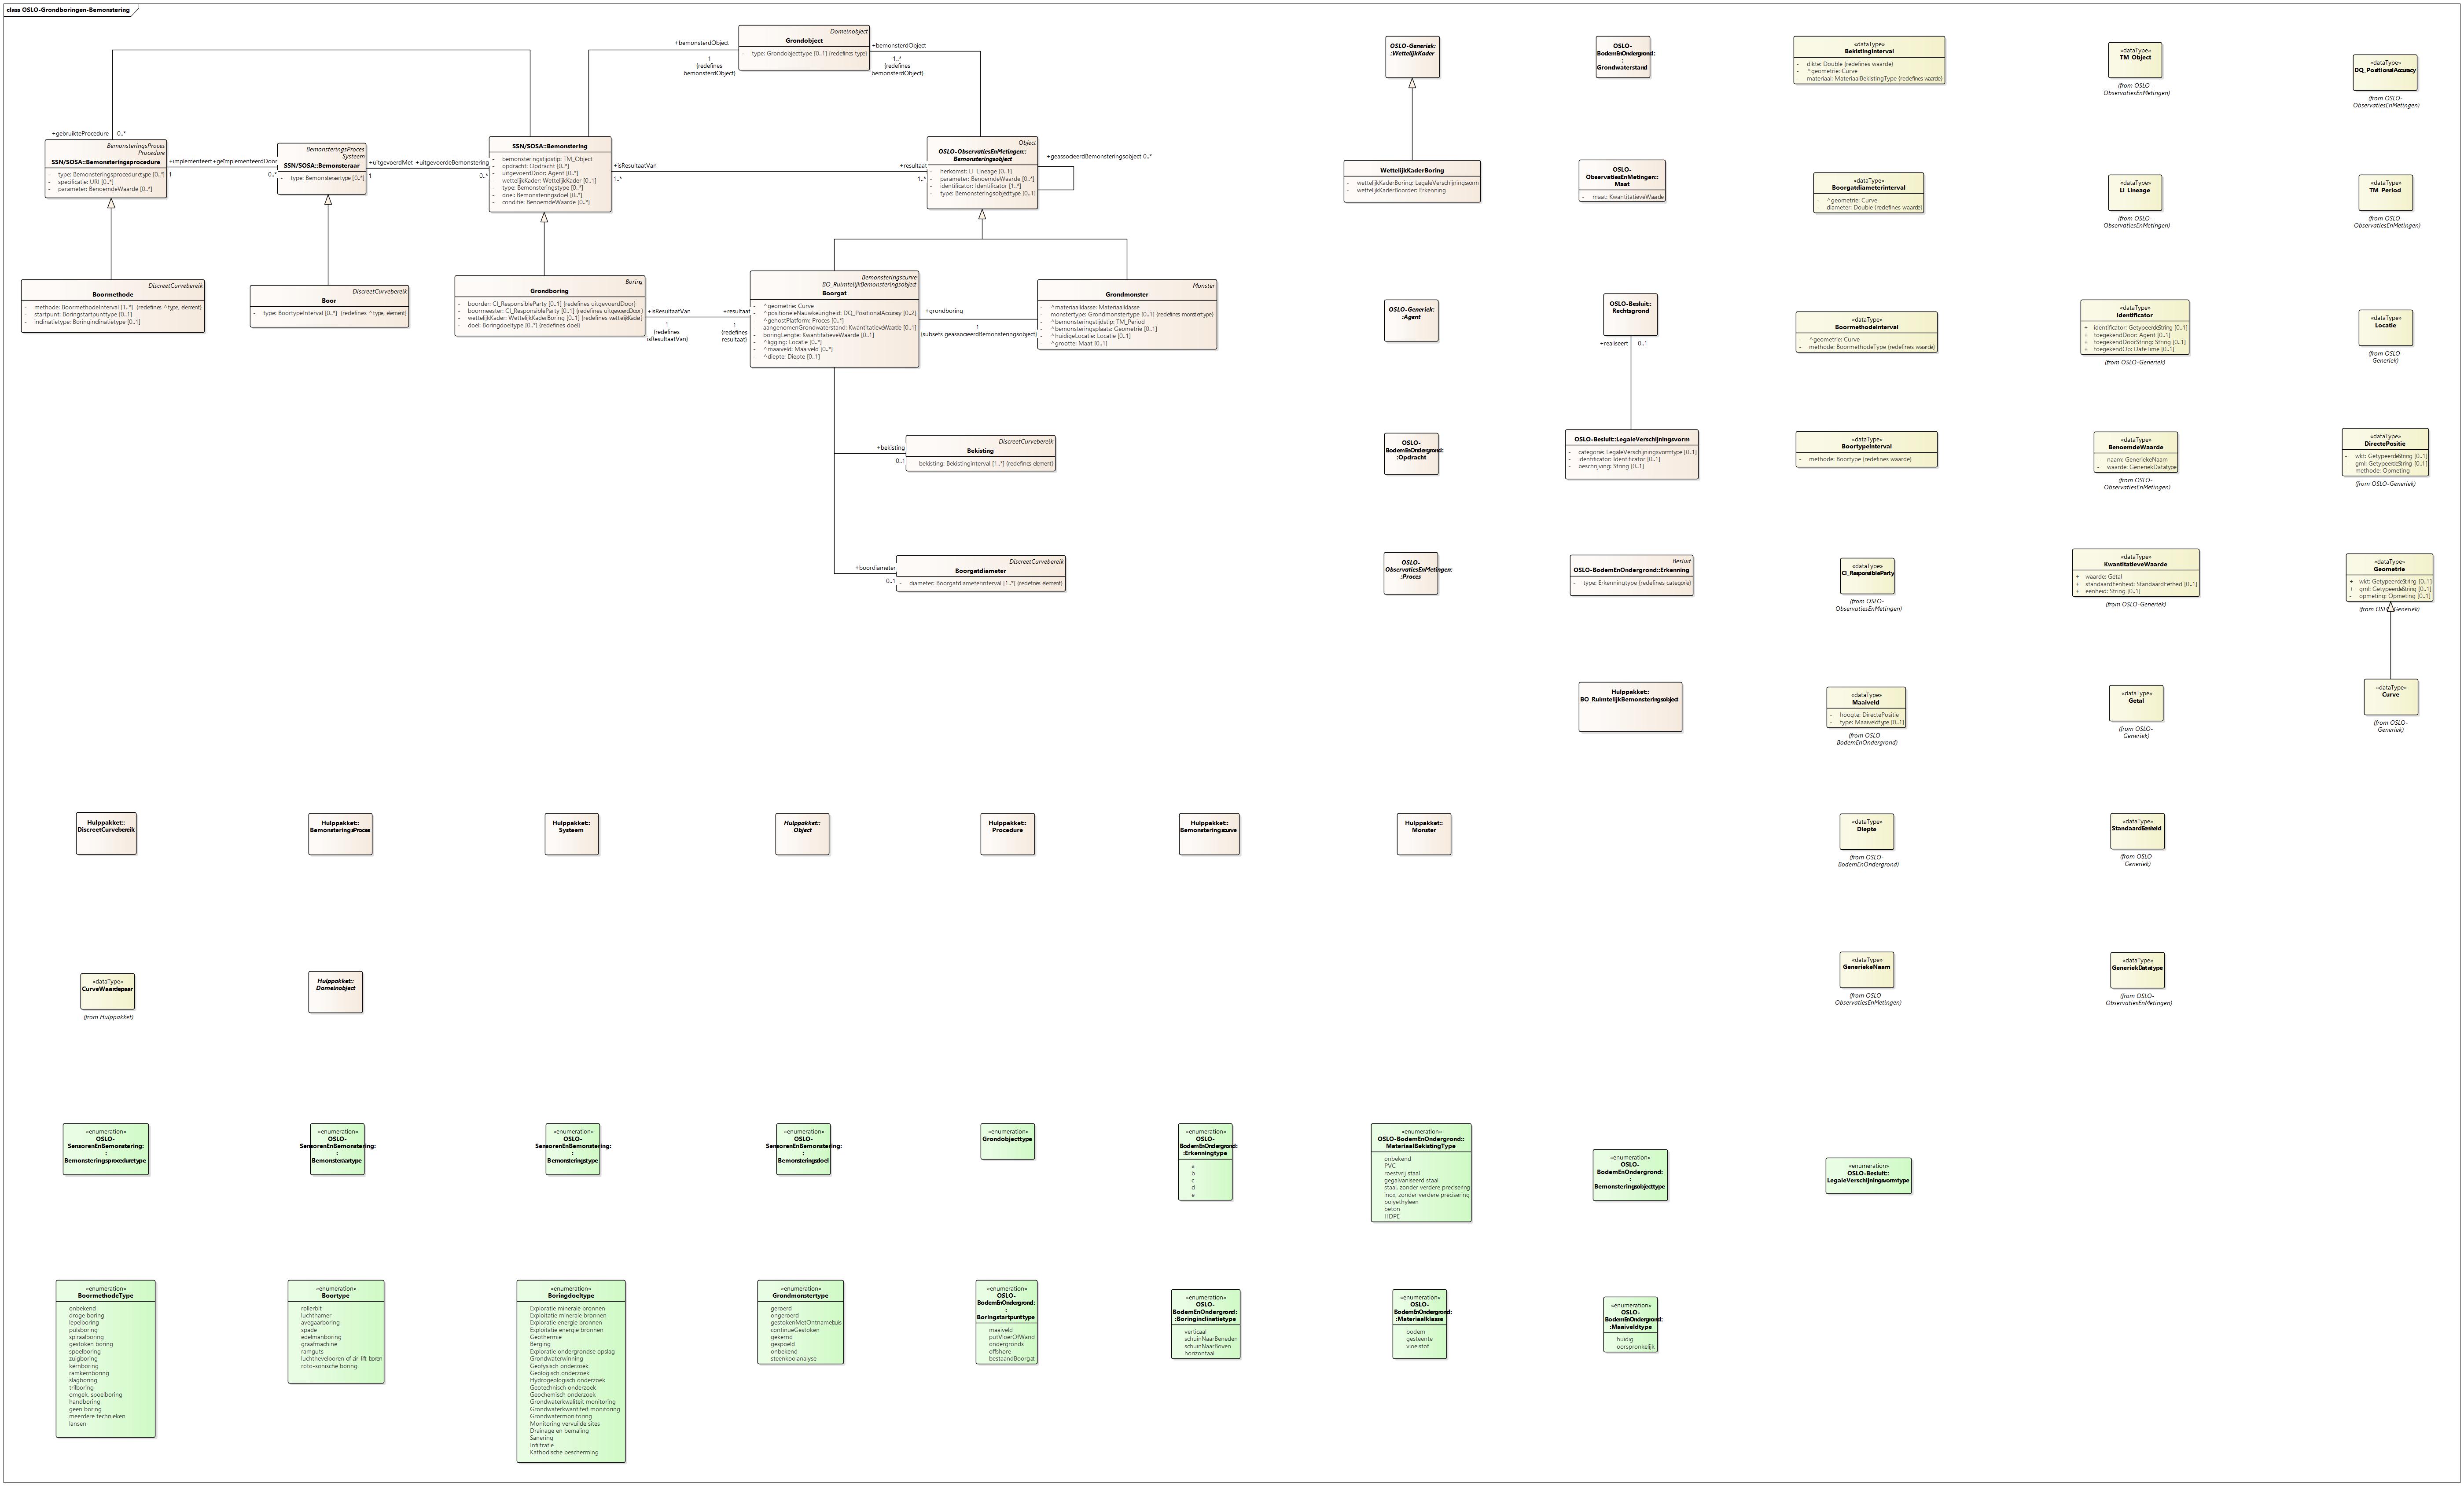 class OSLO-Grondboringen-Bemonstering
Domeinobject
Grondobject
- type: Grondobjecttype [0..1] {redefines type}
+bemonsterdObject
1
{redefines
bemonsterdObject}
+bemonsterdObject
1..*
{redefines
bemonsterdObject}
+gebruikteProcedure 0..*
BemonsteringsProces
Procedure
SSN/SOSA::Bemonsteringsprocedure
- type: Bemonsteringsproceduretype [0..*]
- specificatie: URI [0..*]
- parameter: BenoemdeWaarde [0..*]
+implementeert +geïmplementeerdDoor
1 0..*
BemonsteringsProces
Systeem
SSN/SOSA::Bemonsteraar
- type: Bemonsteraartype [0..*]
+uitgevoerdMet +uitgevoerdeBemonstering
1 0..*
SSN/SOSA::Bemonstering
- bemonsteringstijdstip: TM_Object
- opdracht: Opdracht [0..*]
- uitgevoerdDoor: Agent [0..*]
- wettelijkKader: WettelijkKader [0..1]
- type: Bemonsteringstype [0..*]
- doel: Bemonsteringsdoel [0..*]
- conditie: BenoemdeWaarde [0..*]
+isResultaatVan
1..*
+resultaat
1..*
Object
OSLO-ObservatiesEnMetingen::
Bemonsteringsobject
- herkomst: LI_Lineage [0..1]
- parameter: BenoemdeWaarde [0..*]
- identificator: Identificator [1..*]
- type: Bemonsteringsobjecttype [0..1]
+geassocieerdBemonsteringsobject 0..*
DiscreetCurvebereik
Boormethode
- methode: BoormethodeInterval [1..*] {redefines ^type, element}
- startpunt: Boringstartpunttype [0..1]
- inclinatietype: Boringinclinatietype [0..1]
DiscreetCurvebereik
Boor
- type: BoortypeInterval [0..*] {redefines ^type, element}
Boring
Grondboring
- boorder: CI_ResponsibleParty [0..1] {redefines uitgevoerdDoor}
- boormeester: CI_ResponsibleParty [0..1] {redefines uitgevoerdDoor}
- wettelijkKader: WettelijkKaderBoring [0..1] {redefines wettelijkKader}
- doel: Boringdoeltype [0..*] {redefines doel}
+isResultaatVan
1
{redefines
isResultaatVan}
+resultaat
1
{redefines
resultaat}
Bemonsteringscurve
BO_RuimtelijkBemonsteringsobject
Boorgat
- ^geometrie: Curve
- ^positioneleNauwkeurigheid: DQ_PositionalAccuracy [0..2]
- ^gehostPlatform: Proces [0..*]
- aangenomenGrondwaterstand: KwantitatieveWaarde [0..1]
- boringLengte: KwantitatieveWaarde [0..1]
- ^ligging: Locatie [0..*]
- ^maaiveld: Maaiveld [0..*]
- ^diepte: Diepte [0..1]
+grondboring
1
{subsets geassocieerdBemonsteringsobject}
Monster
Grondmonster
- ^materiaalklasse: Materiaalklasse
- monstertype: Grondmonstertype [0..1] {redefines monstertype}
- ^bemonsteringstijdstip: TM_Period
- ^bemonsteringsplaats: Geometrie [0..1]
- ^huidigeLocatie: Locatie [0..1]
- ^grootte: Maat [0..1]
+bekisting
0..1
DiscreetCurvebereik
Bekisting
- bekisting: Bekistinginterval [1..*] {redefines element}
+boordiameter
0..1
DiscreetCurvebereik
Boorgatdiameter
- diameter: Boorgatdiameterinterval [1..*] {redefines element}
OSLO-Generiek:
:WettelijkKader
WettelijkKaderBoring
- wettelijkKaderBoring: LegaleVerschijningsvorm
- wettelijkKaderBoorder: Erkenning
OSLO-Generiek:
:Agent
OSLO-
BodemEnOndergrond:
:Opdracht
OSLO-
ObservatiesEnMetingen:
:Proces
OSLO-
BodemEnOndergrond:
:
Grondwaterstand
OSLO-
ObservatiesEnMetingen::
Maat
- maat: KwantitatieveWaarde
OSLO-Besluit::
Rechtsgrond
+realiseert 0..1
OSLO-Besluit::LegaleVerschijningsvorm
- categorie: LegaleVerschijningsvormtype [0..1]
- identificator: Identificator [0..1]
- beschrijving: String [0..1]
Besluit
OSLO-BodemEnOndergrond::Erkenning
- type: Erkenningtype {redefines categorie}
Hulppakket::
BO_RuimtelijkBemonsteringsobject
«dataType»
Bekistinginterval
- dikte: Double {redefines waarde}
- ^geometrie: Curve
- materiaal: MateriaalBekistingType {redefines waarde}
«dataType»
Boorgatdiameterinterval
- ^geometrie: Curve
- diameter: Double {redefines waarde}
«dataType»
BoormethodeInterval
- ^geometrie: Curve
- methode: BoormethodeType {redefines waarde}
«dataType»
BoortypeInterval
- methode: Boortype {redefines waarde}
«dataType»
CI_ResponsibleParty
(from OSLO-
ObservatiesEnMetingen)
«dataType»
Maaiveld
- hoogte: DirectePositie
- type: Maaiveldtype [0..1]
(from OSLO-
BodemEnOndergrond)
«dataType»
Diepte
(from OSLO-
BodemEnOndergrond)
«dataType»
GeneriekeNaam
(from OSLO-
ObservatiesEnMetingen)
«dataType»
TM_Object
(from OSLO-
ObservatiesEnMetingen)
«dataType»
LI_Lineage
(from OSLO-
ObservatiesEnMetingen)
«dataType»
Identificator
+ identificator: GetypeerdeString [0..1]
+ toegekendDoor: Agent [0..1]
+ toegekendDoorString: String [0..1]
+ toegekendOp: DateTime [0..1]
(from OSLO-Generiek)
«dataType»
BenoemdeWaarde
- naam: GeneriekeNaam
- waarde: GeneriekDatatype
(from OSLO-
ObservatiesEnMetingen)
«dataType»
KwantitatieveWaarde
+ waarde: Getal
+ standaardEenheid: StandaardEenheid [0..1]
+ eenheid: String [0..1]
(from OSLO-Generiek)
«dataType»
Getal
(from OSLO-
Generiek)
«dataType»
StandaardEenheid
(from OSLO-
Generiek)
«dataType»
GeneriekDatatype
(from OSLO-
ObservatiesEnMetingen)
«dataType»
DQ_PositionalAccuracy
(from OSLO-
ObservatiesEnMetingen)
«dataType»
TM_Period
(from OSLO-
ObservatiesEnMetingen)
«dataType»
Locatie
(from OSLO-
Generiek)
«dataType»
DirectePositie
- wkt: GetypeerdeString [0..1]
- gml: GetypeerdeString [0..1]
- methode: Opmeting
(from OSLO-Generiek)
«dataType»
Geometrie
+ wkt: GetypeerdeString [0..1]
+ gml: GetypeerdeString [0..1]
- opmeting: Opmeting [0..1]
(from OSLO-Generiek)
«dataType»
Curve
(from OSLO-
Generiek)
Hulppakket::
DiscreetCurvebereik
Hulppakket::
BemonsteringsProces
Hulppakket::
Systeem
Hulppakket::
Object
Hulppakket::
Procedure
Hulppakket::
Bemonsteringscurve
Hulppakket::
Monster
«dataType»
CurveWaardepaar
(from Hulppakket)
Hulppakket::
Domeinobject
«enumeration»
OSLO-
SensorenEnBemonstering:
:
Bemonsteringsproceduretype
«enumeration»
OSLO-
SensorenEnBemonstering:
:
Bemonsteraartype
«enumeration»
OSLO-
SensorenEnBemonstering:
:
Bemonsteringstype
«enumeration»
OSLO-
SensorenEnBemonstering:
:
Bemonsteringsdoel
«enumeration»
Grondobjecttype
«enumeration»
OSLO-
BodemEnOndergrond:
:Erkenningtype
a
b
c
d
e
«enumeration»
OSLO-BodemEnOndergrond::
MateriaalBekistingType
onbekend
PVC
roestvrij staal
gegalvaniseerd staal
staal, zonder verdere precisering
inox, zonder verdere precisering
polyethyleen
beton
HDPE
«enumeration»
OSLO-
BodemEnOndergrond:
:
Bemonsteringsobjecttype
«enumeration»
OSLO-Besluit::
LegaleVerschijningsvormtype
«enumeration»
BoormethodeType
onbekend
droge boring
lepelboring
pulsboring
spiraalboring
gestoken boring
spoelboring
zuigboring
kernboring
ramkernboring
slagboring
trilboring
omgek. spoelboring
handboring
geen boring
meerdere technieken
lansen
«enumeration»
Boortype
rollerbit
luchthamer
avegaarboring
spade
edelmanboring
graafmachine
ramguts
luchthevelboren of air-lift boren
roto-sonische boring
«enumeration»
Boringdoeltype
Exploratie minerale bronnen
Exploitatie minerale bronnen
Exploratie energie bronnen
Exploitatie energie bronnen
Geothermie
Berging
Exploratie ondergrondse opslag
Grondwaterwinning
Geofysisch onderzoek
Geologisch onderzoek
Hydrogeologisch onderzoek
Geotechnisch onderzoek
Geochemisch onderzoek
Grondwaterkwaliteit monitoring
Grondwaterkwantiteit monitoring
Grondwatermonitoring
Monitoring vervuilde sites
Drainage en bemaling
Sanering
Infiltratie
Kathodische bescherming
«enumeration»
Grondmonstertype
geroerd
ongeroerd
gestokenMetOntnamebuis
continueGestoken
gekernd
gespoeld
onbekend
steenkoolanalyse
«enumeration»
OSLO-
BodemEnOndergrond:
:
Boringstartpunttype
maaiveld
putVloerOfWand
ondergronds
offshore
bestaandBoorgat
«enumeration»
OSLO-
BodemEnOndergrond:
:Boringinclinatietype
verticaal
schuinNaarBeneden
schuinNaarBoven
horizontaal
«enumeration»
OSLO-
BodemEnOndergrond:
:Materiaalklasse
bodem
gesteente
vloeistof
«enumeration»
OSLO-
BodemEnOndergrond:
:Maaiveldtype
huidig
oorspronkelijk